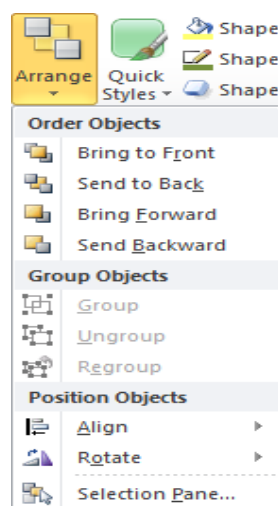 Shape
Shape
Arrange Quick Styles Shape
Order Objects
Bring to Front
Send to Back
Bring Forward
Send Backward
Group Objects
Group
Ungroup
Regroup
Position Objects
Align
Rotate
Selection Pane...